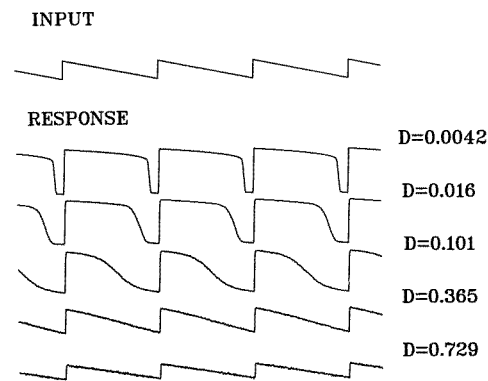 INPUT
RESPONSE
D=0.0042
D=0.016
D=0.101
D=0.365
D=0.729